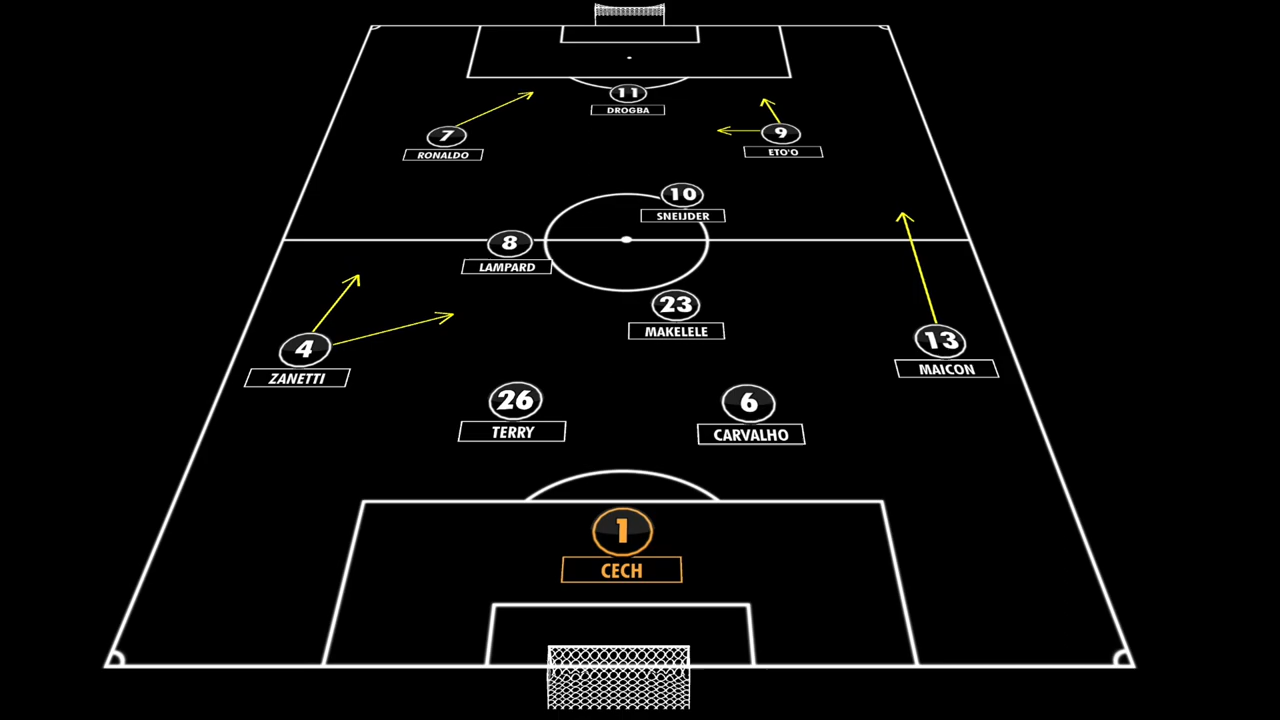 11
DROGBA
7
RONALDO
9
ETO'O
10
SNEIJDER
8
LAMPARD
23
MAKELELE
4
ZANETTI
13
MAICON
26
TERRY
6
CARVALHO
1
CECH